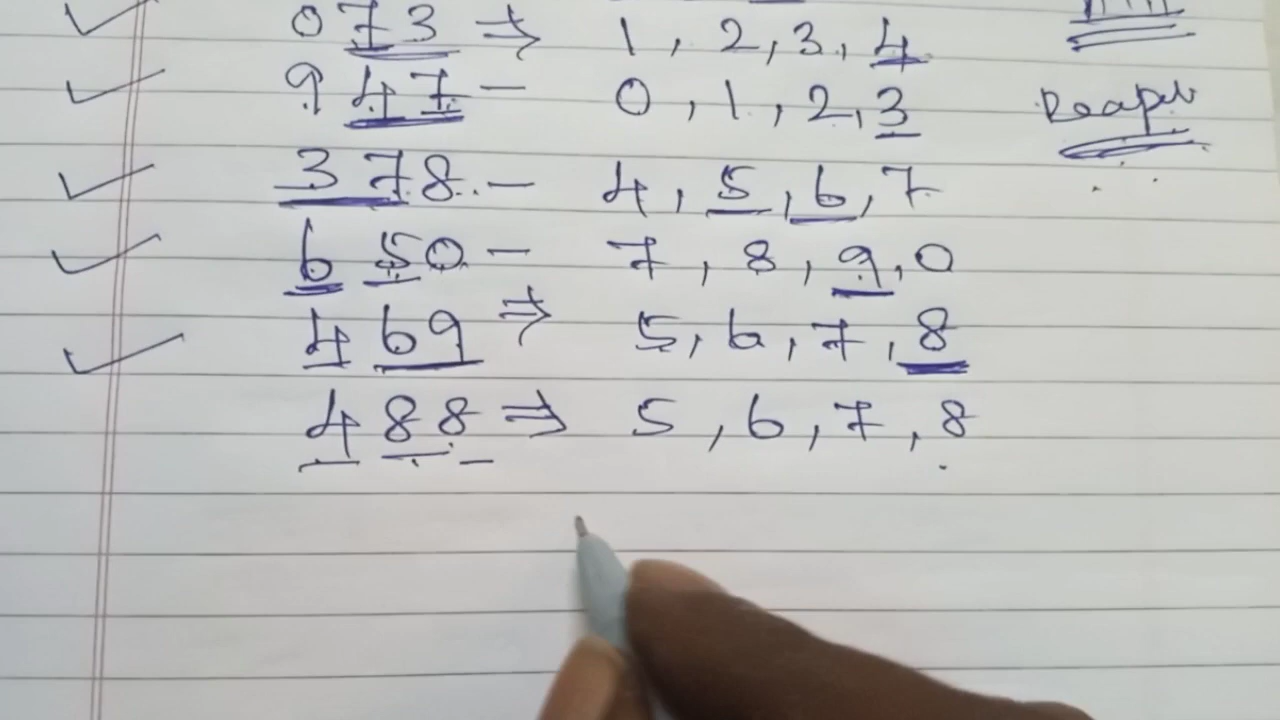 073 ⇒ 1, 2, 3, 4
947 - 0, 1, 2, 3
378 - 4, 5, 6, 7
650 - 7, 8, 9, 0
469 ⇒ 5, 6, 7, 8
488 ⇒ 5, 6, 7, 8